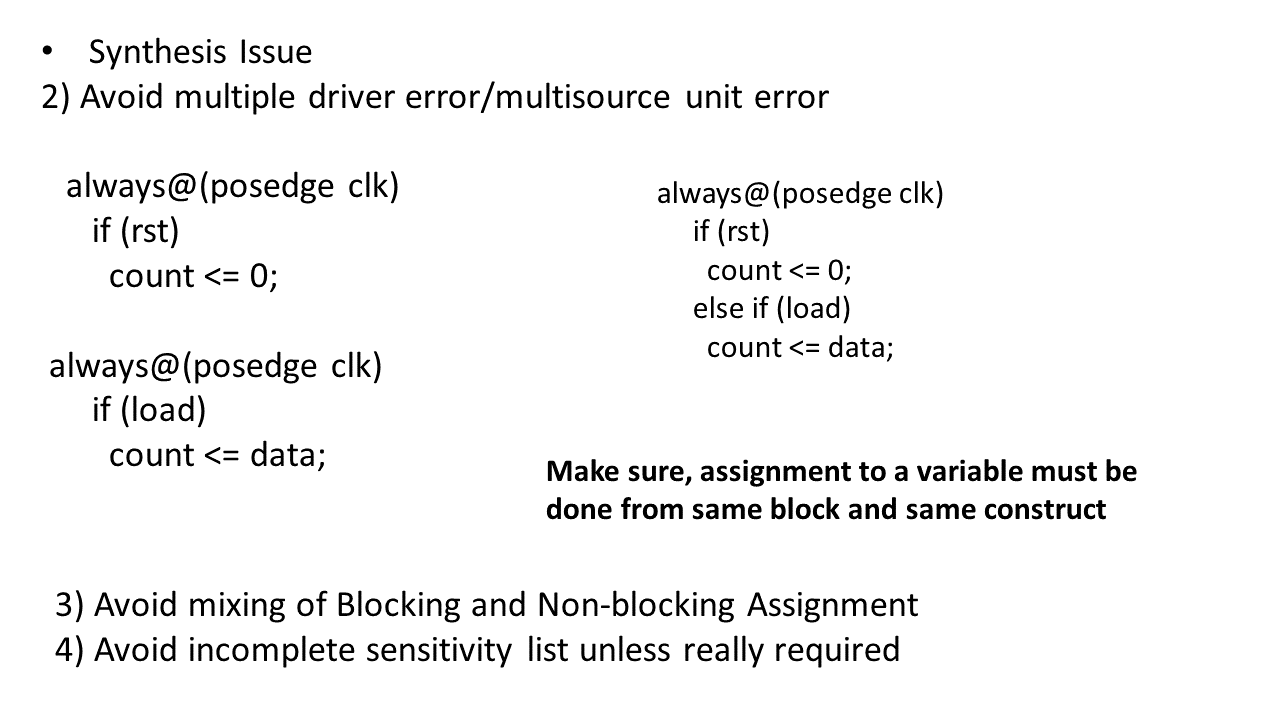 • Synthesis Issue
2) Avoid multiple driver error/multisource unit error
always@(posedge clk)
if (rst)
count <= 0;
always@(posedge clk)
if (load)
count <= data;
always@(posedge clk)
if (rst)
count <= 0;
else if (load)
count <= data;
Make sure, assignment to a variable must be
done from same block and same construct
3) Avoid mixing of Blocking and Non-blocking Assignment
4) Avoid incomplete sensitivity list unless really required